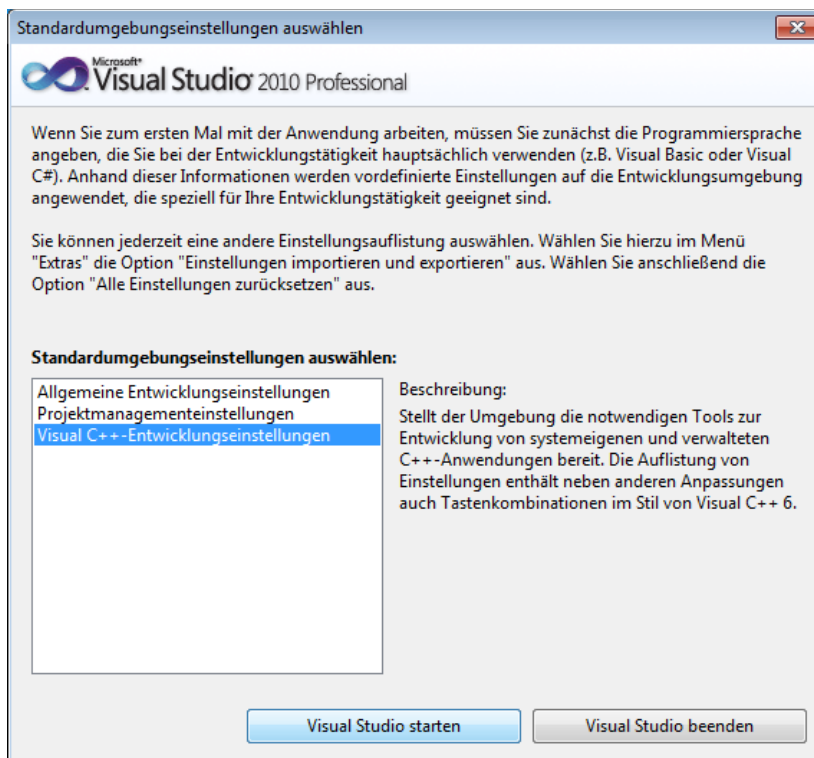 Standardumgebungseinstellungen auswählen
Microsoft®
Visual Studio 2010 Professional
Wenn Sie zum ersten Mal mit der Anwendung arbeiten, müssen Sie zunächst die Programmiersprache
angeben, die Sie bei der Entwicklungstätigkeit hauptsächlich verwenden (z.B. Visual Basic oder Visual
C#). Anhand dieser Informationen werden vordefinierte Einstellungen auf die Entwicklungsumgebung
angewendet, die speziell für Ihre Entwicklungstätigkeit geeignet sind.
Sie können jederzeit eine andere Einstellungsauflistung auswählen. Wählen Sie hierzu im Menü
"Extras" die Option "Einstellungen importieren und exportieren" aus. Wählen Sie anschließend die
Option "Alle Einstellungen zurücksetzen" aus.
Standardumgebungseinstellungen auswählen:
Allgemeine Entwicklungseinstellungen
Projektmanagementeinstellungen
Visual C++-Entwicklungseinstellungen
Beschreibung:
Stellt der Umgebung die notwendigen Tools zur
Entwicklung von systemeigenen und verwalteten
C++-Anwendungen bereit. Die Auflistung von
Einstellungen enthält neben anderen Anpassungen
auch Tastenkombinationen im Stil von Visual C++ 6.
Visual Studio starten
Visual Studio beenden